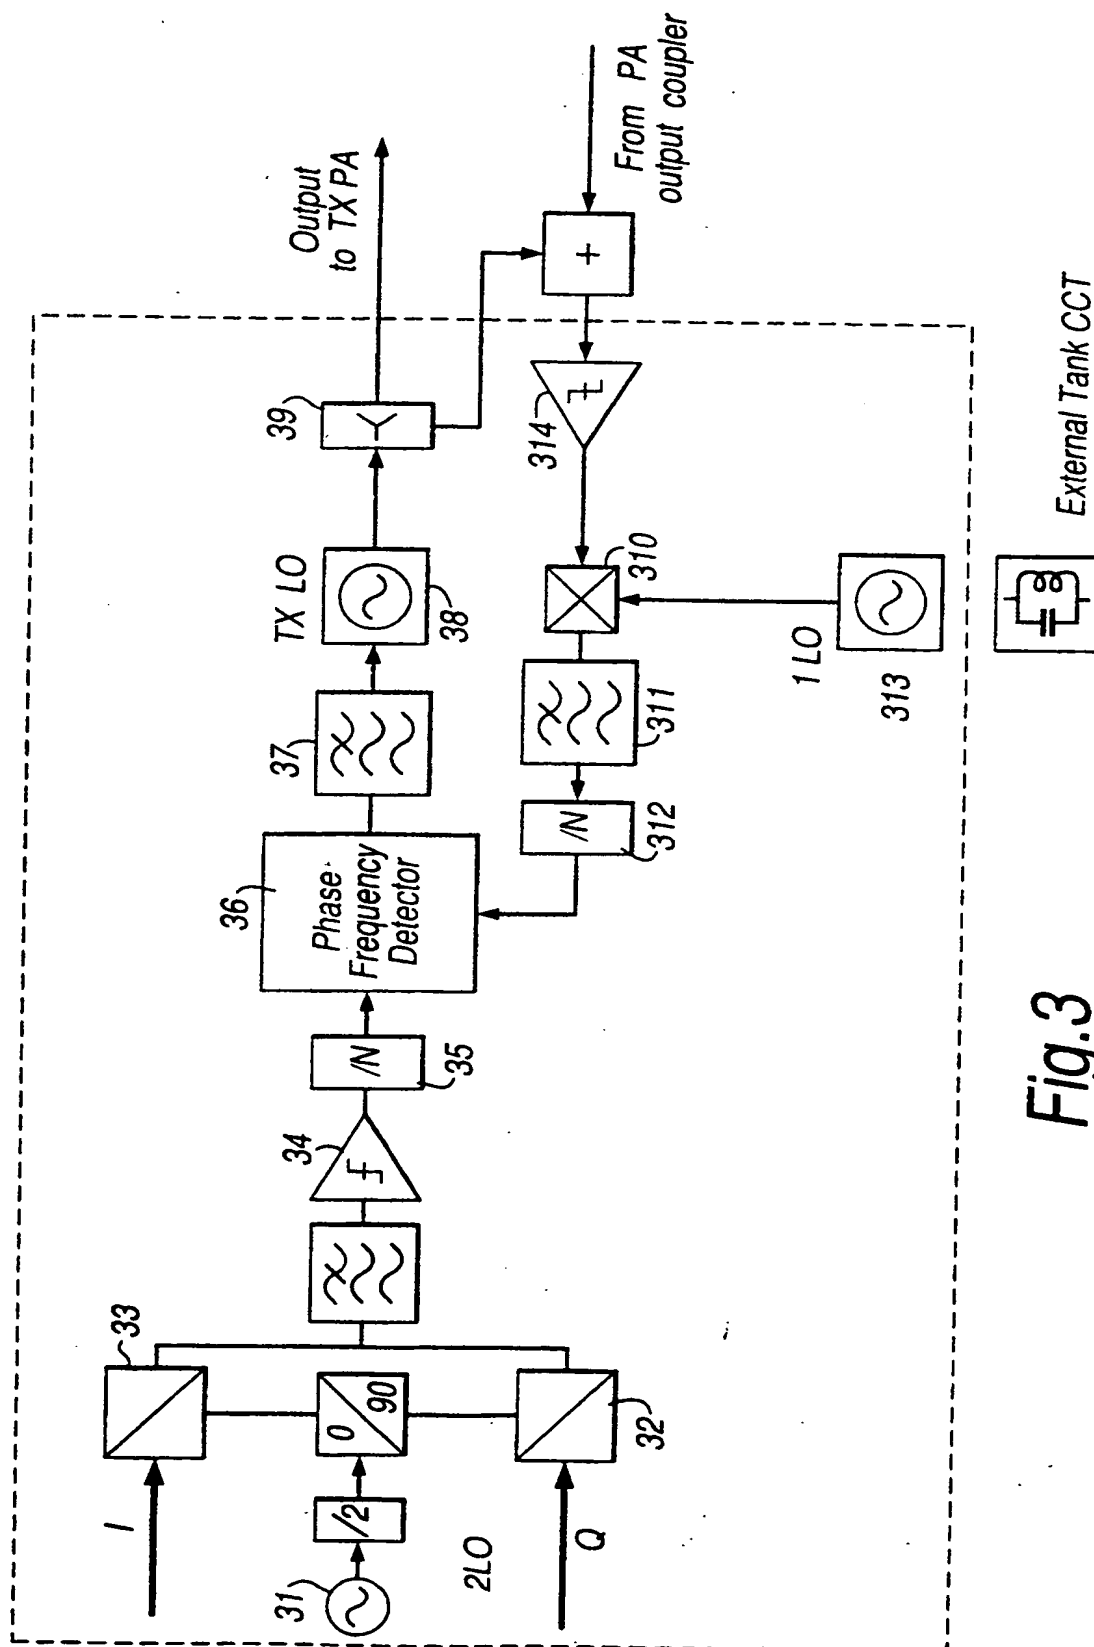 I
Q
31
2LO
/2
0
90
33
32
34
/N
35
36
Phase
Frequency
Detector
37
TX LO
38
39
Output
to TX PA
From PA
output coupler
+
314
310
311
/N
312
1 LO
313
External Tank CCT
Fig.3